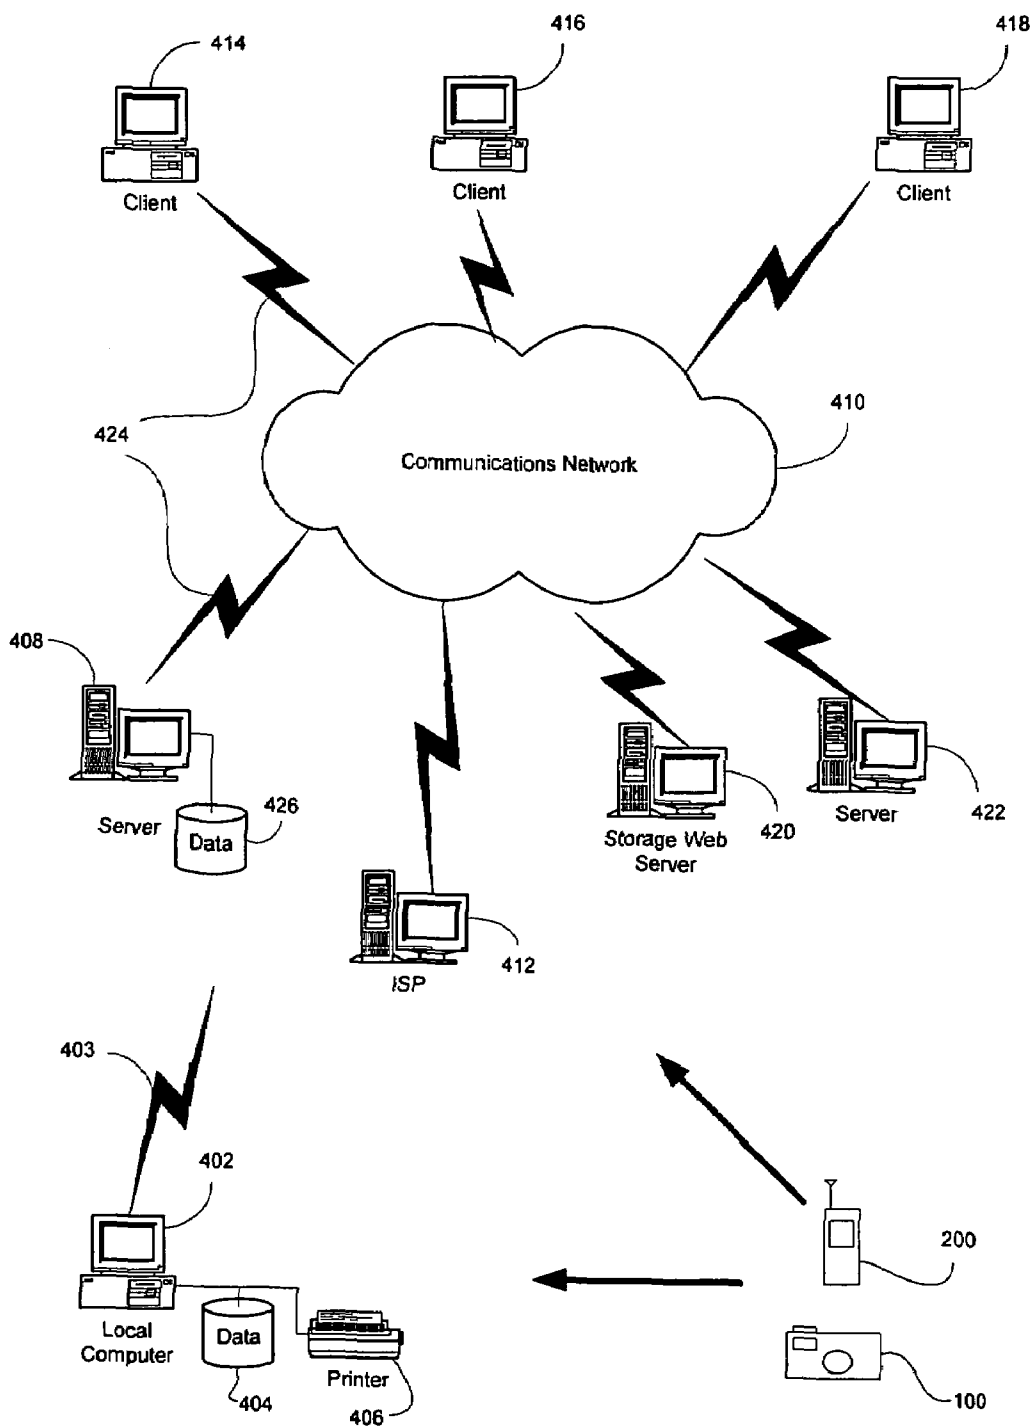 414
416
418
Client
Client
Client
410
424
Communications Network
408
Server
426
Data
420
Storage Web
Server
422
Server
412
ISP
403
402
Local
Computer
Data
404
Printer
406
200
100